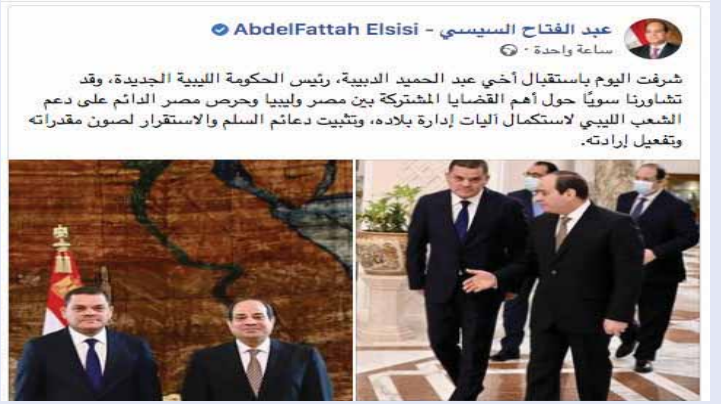 عبد الفتاح السيسي - AbdelFattah Elsisi
ساعة واحدة ·
شرفت اليوم باستقبال أخي عبد الحميد الدبيبة، رئيس الحكومة الليبية الجديدة، وقد
تشاورنا سويًا حول أهم القضايا المشتركة بين مصر وليبيا وحرص مصر الدائم على دعم
الشعب الليبي لاستكمال آليات إدارة بلاده، وتثبيت دعائم السلم والاستقرار لصون مقدراته
وتفعيل إرادته.